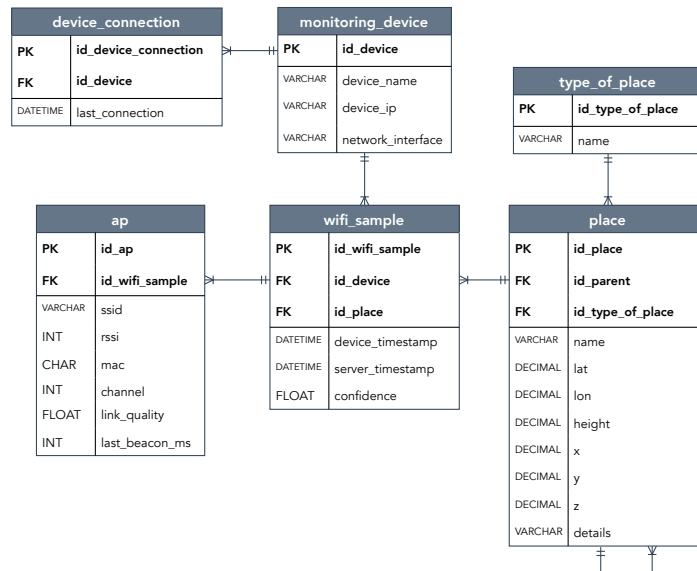 device_connection
PK id_device_connection
FK id_device
DATETIME last_connection
monitoring_device
PK id_device
VARCHAR device_name
VARCHAR device_ip
VARCHAR network_interface
type_of_place
PK id_type_of_place
VARCHAR name
ap
PK id_ap
FK id_wifi_sample
VARCHAR ssid
INT rssi
CHAR mac
INT channel
FLOAT link_quality
INT last_beacon_ms
wifi_sample
PK id_wifi_sample
FK id_device
FK id_place
DATETIME device_timestamp
DATETIME server_timestamp
FLOAT confidence
place
PK id_place
FK id_parent
FK id_type_of_place
VARCHAR name
DECIMAL lat
DECIMAL lon
DECIMAL height
DECIMAL x
DECIMAL y
DECIMAL z
VARCHAR details